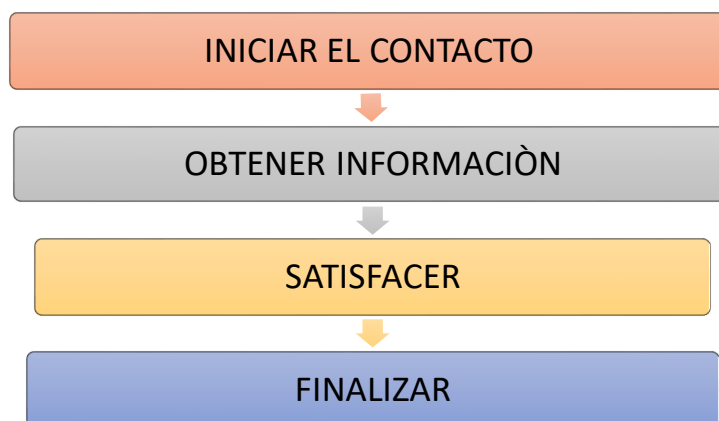 INICIAR EL CONTACTO
OBTENER INFORMACIÒN
SATISFACER
FINALIZAR